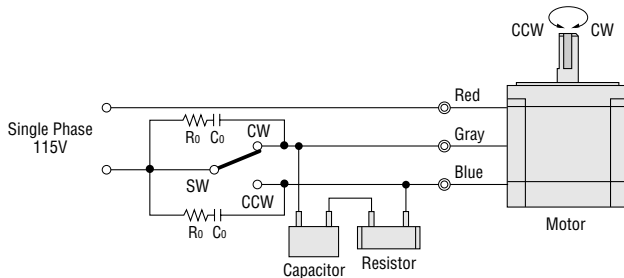 CCW CW
Red
Single Phase
115V
R₀ C₀
CW
Gray
SW
CCW
Blue
R₀ C₀
Motor
Capacitor
Resistor